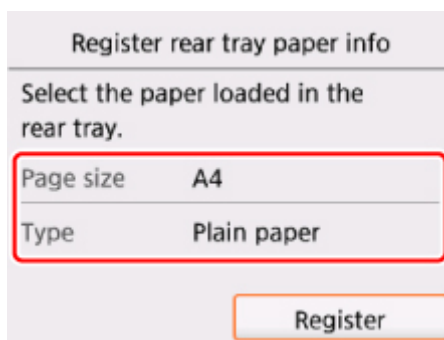 Register rear tray paper info
Select the paper loaded in the
rear tray.
Page size A4
Type Plain paper
Register